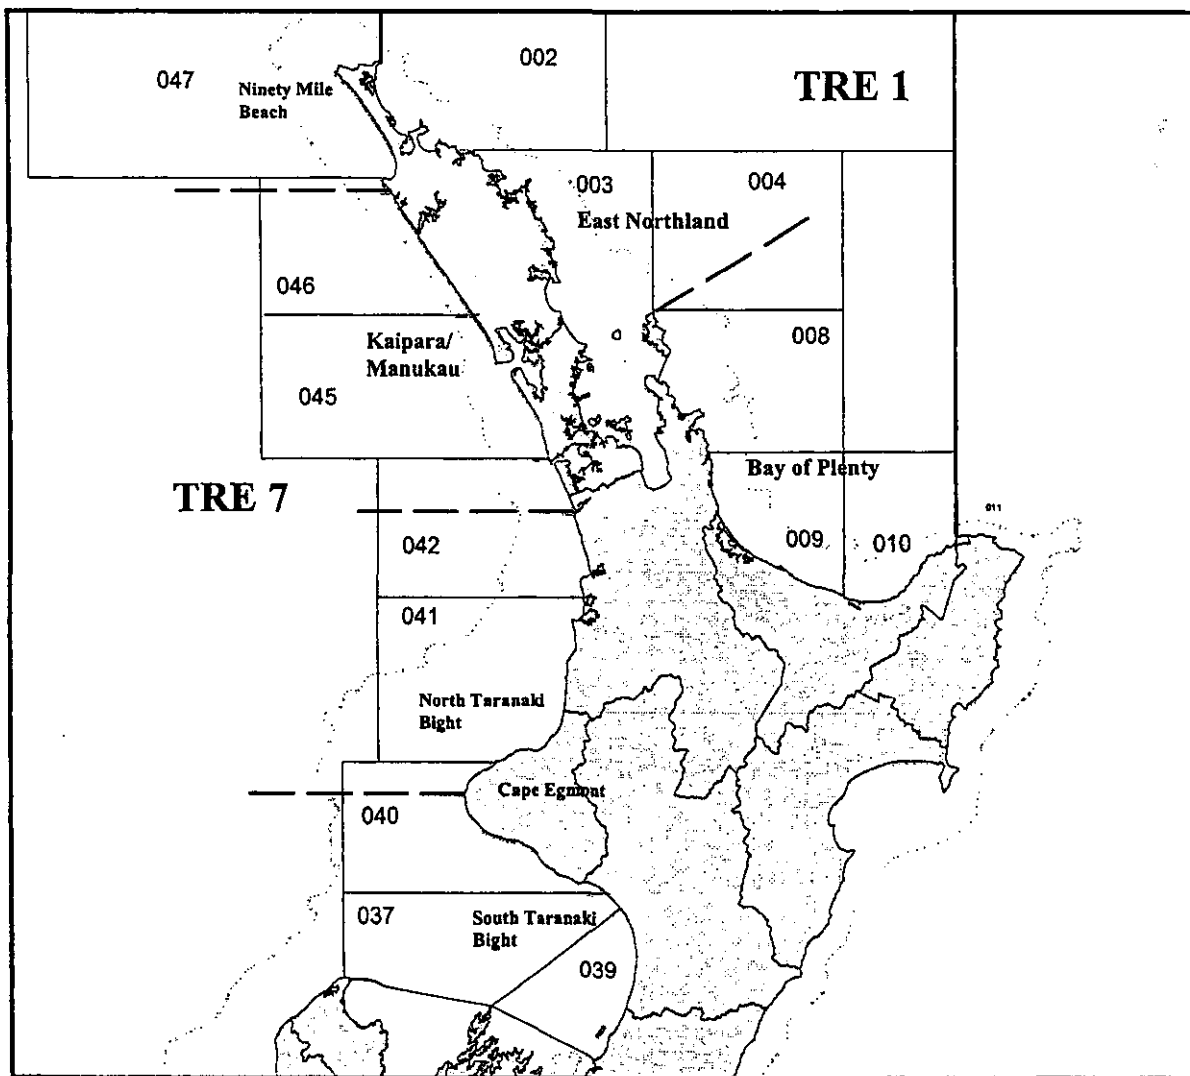 002
047
TRE 1
Ninety Mile
Beach
003
004
East Northland
046
008
Kaipara/
Manukau
045
Bay of Plenty
TRE 7
011
009
010
042
041
North Taranaki
Bight
Cape Egmont
040
037
South Taranaki
Bight
039